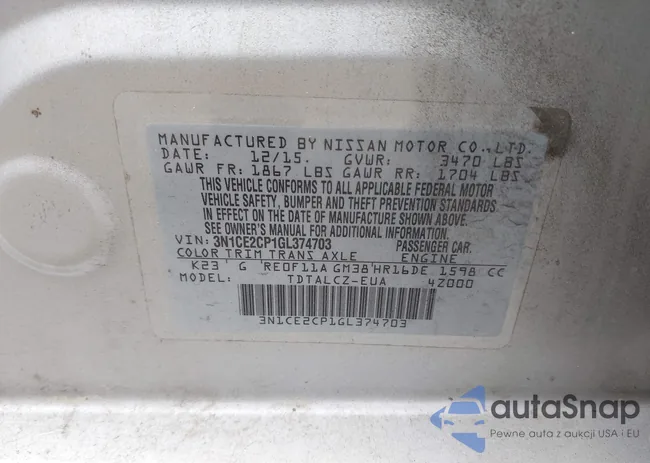 MANUFACTURED BY NISSAN MOTOR CO., LTD.
DATE: 12/15. GVWR: 3470 LBS
GAWR FR: 1867 LBS GAWR RR: 1704 LBS
THIS VEHICLE CONFORMS TO ALL APPLICABLE FEDERAL MOTOR
VEHICLE SAFETY, BUMPER AND THEFT PREVENTION STANDARDS
IN EFFECT ON THE DATE OF MANUFACTURE SHOWN ABOVE.
SEE OWNER'S MANUAL FOR ADDITIONAL INFORMATION.
VIN: 3N1CE2CP1GL374703 PASSENGER CAR.
COLOR TRIM TRANS AXLE ENGINE
K23 G RE0F11A GM38 HR16DE 1598 CC
MODEL: TDTALCZ-EUA 4Z000
3N1CE2CP1GL374703
autaSnap
Pewne auta z aukcji USA i EU